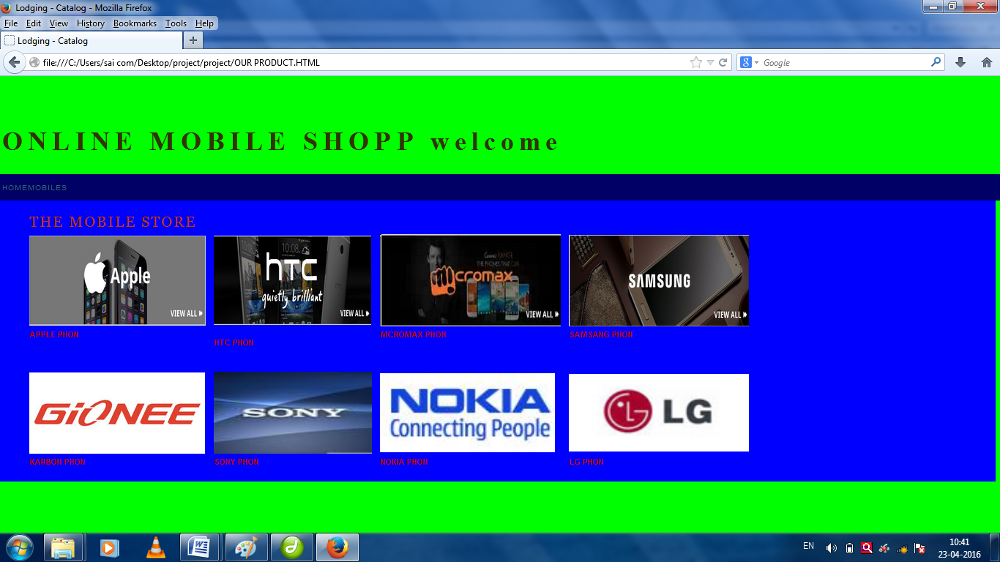 Lodging - Catalog - Mozilla Firefox
File Edit View History Bookmarks Tools Help
Lodging - Catalog
file:///C:/Users/sai com/Desktop/project/project/OUR PRODUCT.HTML
Google
ONLINE MOBILE SHOPP welcome
HOMEMOBILES
THE MOBILE STORE
Apple
VIEW ALL
hTC
quietly brilliant
VIEW ALL
RANGE
THE PHONES THAT CAN
mcromax
VIEW ALL
SAMSUNG
VIEW ALL
APPLE PHON
HTC PHON
MCROMAX PHON
SAMSANG PHON
GiONEE
SONY
NOKIA
Connecting People
LG
KARBON PHON
SONY PHON
NOKIA PHON
LG PHON
EN
10:41
23-04-2016